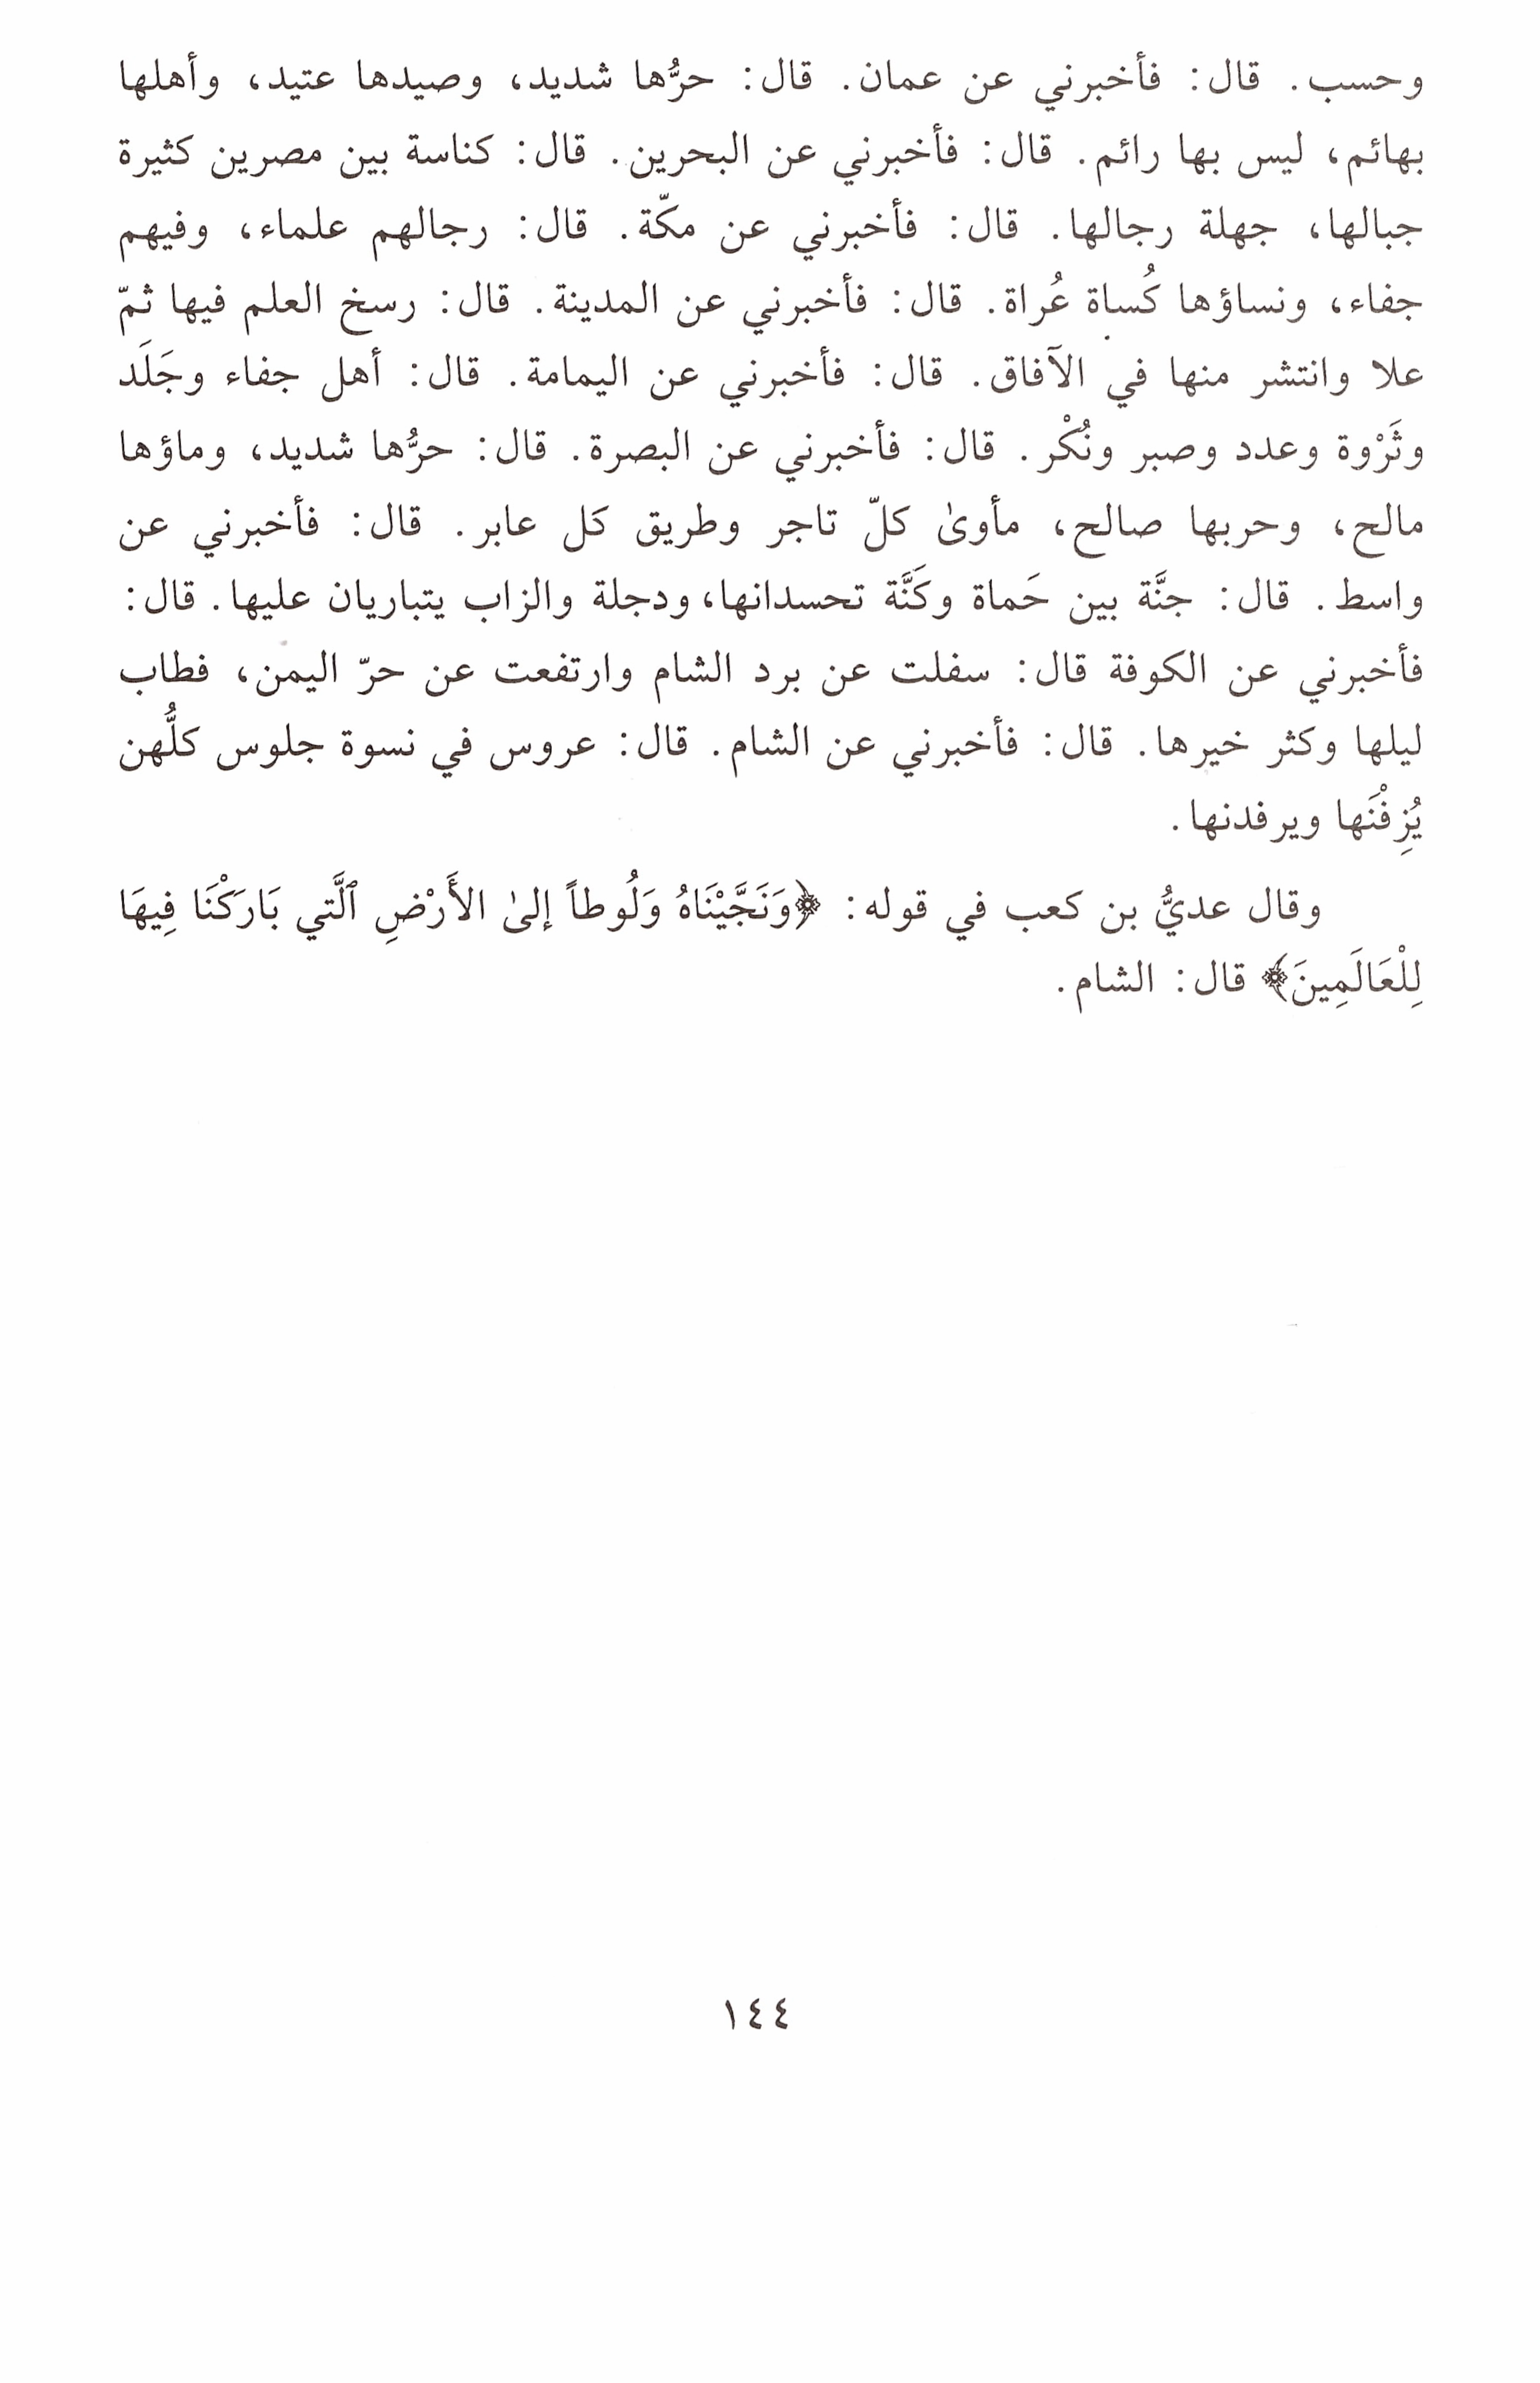 وحسب. قال: فأخبرني عن عمان. قال: حرُّها شديد، وصيدها عتيد، وأهلها
بهائم، ليس بها رائم. قال: فأخبرني عن البحرين. قال: كناسة بين مصرين كثيرة
جبالها، جهلة رجالها. قال: فأخبرني عن مكّة. قال: رجالهم علماء، وفيهم
جفاء، ونساؤها كُساة عُراة. قال: فأخبرني عن المدينة. قال: رسخ العلم فيها ثمّ
علا وانتشر منها في الآفاق. قال: فأخبرني عن اليمامة. قال: أهل جفاء وجَلَد
وثَرْوة وعدد وصبر ونُكْر. قال: فأخبرني عن البصرة. قال: حرُّها شديد، وماؤها
مالح، وحربها صالح، مأوىٰ كلّ تاجر وطريق كل عابر. قال: فأخبرني عن
واسط. قال: جنَّة بين حَماة وكَنَّة تحسدانها، ودجلة والزاب يتباريان عليها. قال:
فأخبرني عن الكوفة قال: سفلت عن برد الشام وارتفعت عن حرّ اليمن، فطاب
ليلها وكثر خيرها. قال: فأخبرني عن الشام. قال: عروس في نسوة جلوس كلُّهن
يُزِفْنَها ويرفدنها.
وقال عديُّ بن كعب في قوله: ﴿وَنَجَّيْنَاهُ وَلُوطاً إلىٰ الأَرْضِ ٱلَّتي بَارَكْنَا فِيهَا
لِلْعَالَمِينَ﴾ قال: الشام.
١٤٤